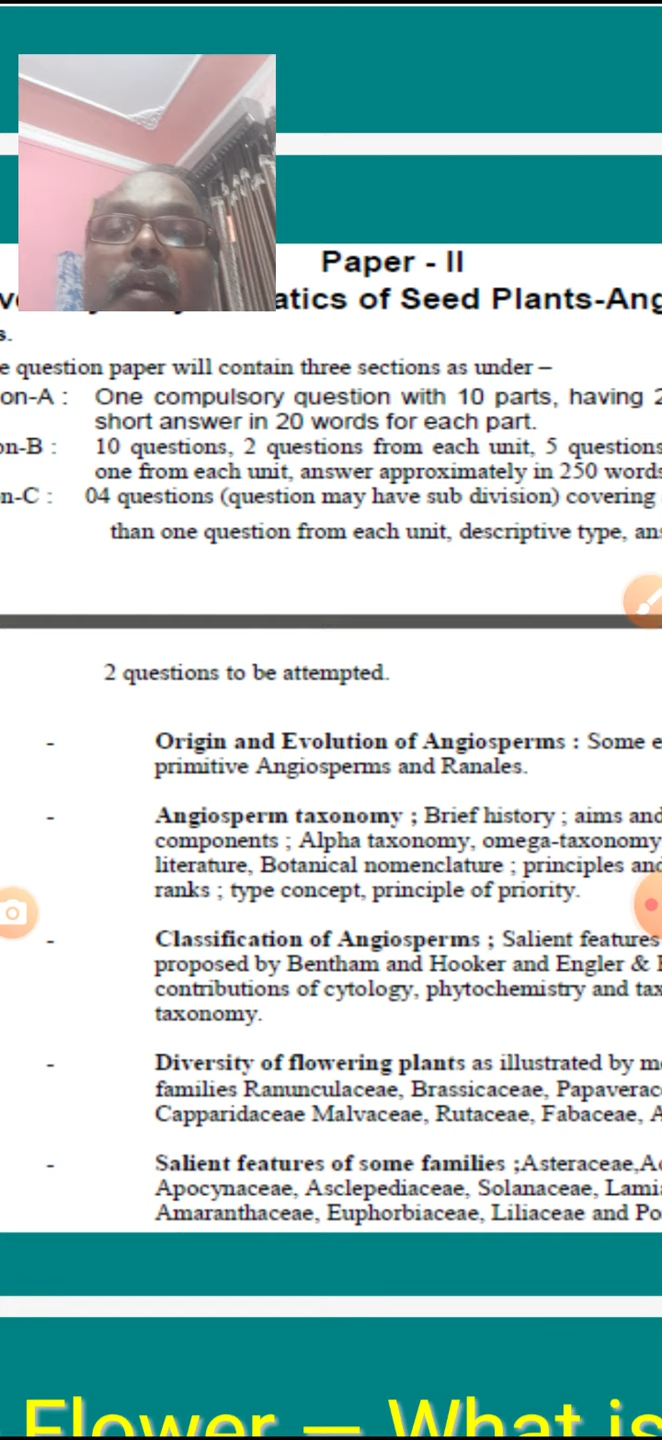 Paper - II
atics of Seed Plants-Ang
s.
e question paper will contain three sections as under –
on-A : One compulsory question with 10 parts, having 2
short answer in 20 words for each part.
on-B : 10 questions, 2 questions from each unit, 5 questions
one from each unit, answer approximately in 250 words
n-C : 04 questions (question may have sub division) covering
than one question from each unit, descriptive type, ans
2 questions to be attempted.
- Origin and Evolution of Angiosperms : Some e
primitive Angiosperms and Ranales.
- Angiosperm taxonomy ; Brief history ; aims and
components ; Alpha taxonomy, omega-taxonomy
literature, Botanical nomenclature ; principles and
ranks ; type concept, principle of priority.
- Classification of Angiosperms ; Salient features
proposed by Bentham and Hooker and Engler &
contributions of cytology, phytochemistry and tax
taxonomy.
- Diversity of flowering plants as illustrated by me
families Ranunculaceae, Brassicaceae, Papaverac
Capparidaceae Malvaceae, Rutaceae, Fabaceae, A
- Salient features of some families ;Asteraceae,Ac
Apocynaceae, Asclepediaceae, Solanaceae, Lamia
Amaranthaceae, Euphorbiaceae, Liliaceae and Po
Flower – What is